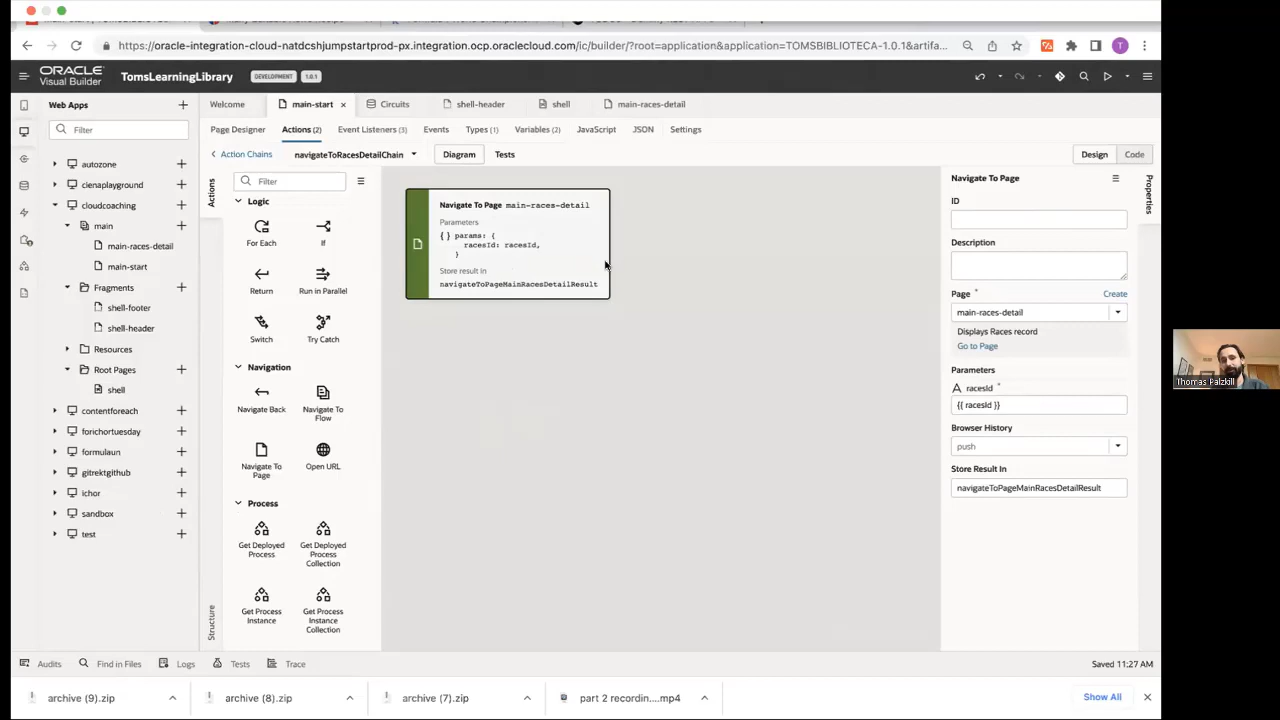 https://oracle-integration-cloud-natdcshjumpstartprod-px.integration.ocp.oraclecloud.com/ic/builder/?root=application&application=TOMSBIBLIOTECA-1.0.1&artifa...
T
ORACLE
Visual Builder
TomsLearningLibrary
DEVELOPMENT
1.0.1
Web Apps
Welcome
main-start
Circuits
shell-header
shell
main-races-detail
Filter
Page Designer
Actions (2)
Event Listeners (3)
Events
Types (1)
Variables (2)
JavaScript
JSON
Settings
Action Chains
navigateToRacesDetailChain
Diagram
Tests
Design
Code
autozone
cienaplayground
cloudcoaching
main
main-races-detail
main-start
Fragments
shell-footer
shell-header
Resources
Root Pages
shell
contentforeach
forichortuesday
formulaun
gitrektgithub
ichor
sandbox
test
Actions
Structure
Filter
Logic
For Each
If
Return
Run in Parallel
Switch
Try Catch
Navigation
Navigate Back
Navigate To
Flow
Navigate To
Page
Open URL
Process
Get Deployed
Process
Get Deployed
Process
Collection
Get Process
Instance
Get Process
Instance
Collection
Navigate To Page main-races-detail
Parameters
{ } params: {
racesId: racesId,
}
Store result in
navigateToPageMainRacesDetailResult
Navigate To Page
Properties
ID
Description
Page *
Create
main-races-detail
Displays Races record
Go to Page
Parameters
racesId *
{{ racesId }}
Browser History
push
Store Result In
navigateToPageMainRacesDetailResult
Thomas Palzkill
Audits
Find in Files
Logs
Tests
Trace
Saved 11:27 AM
archive (9).zip
archive (8).zip
archive (7).zip
part 2 recordin....mp4
Show All